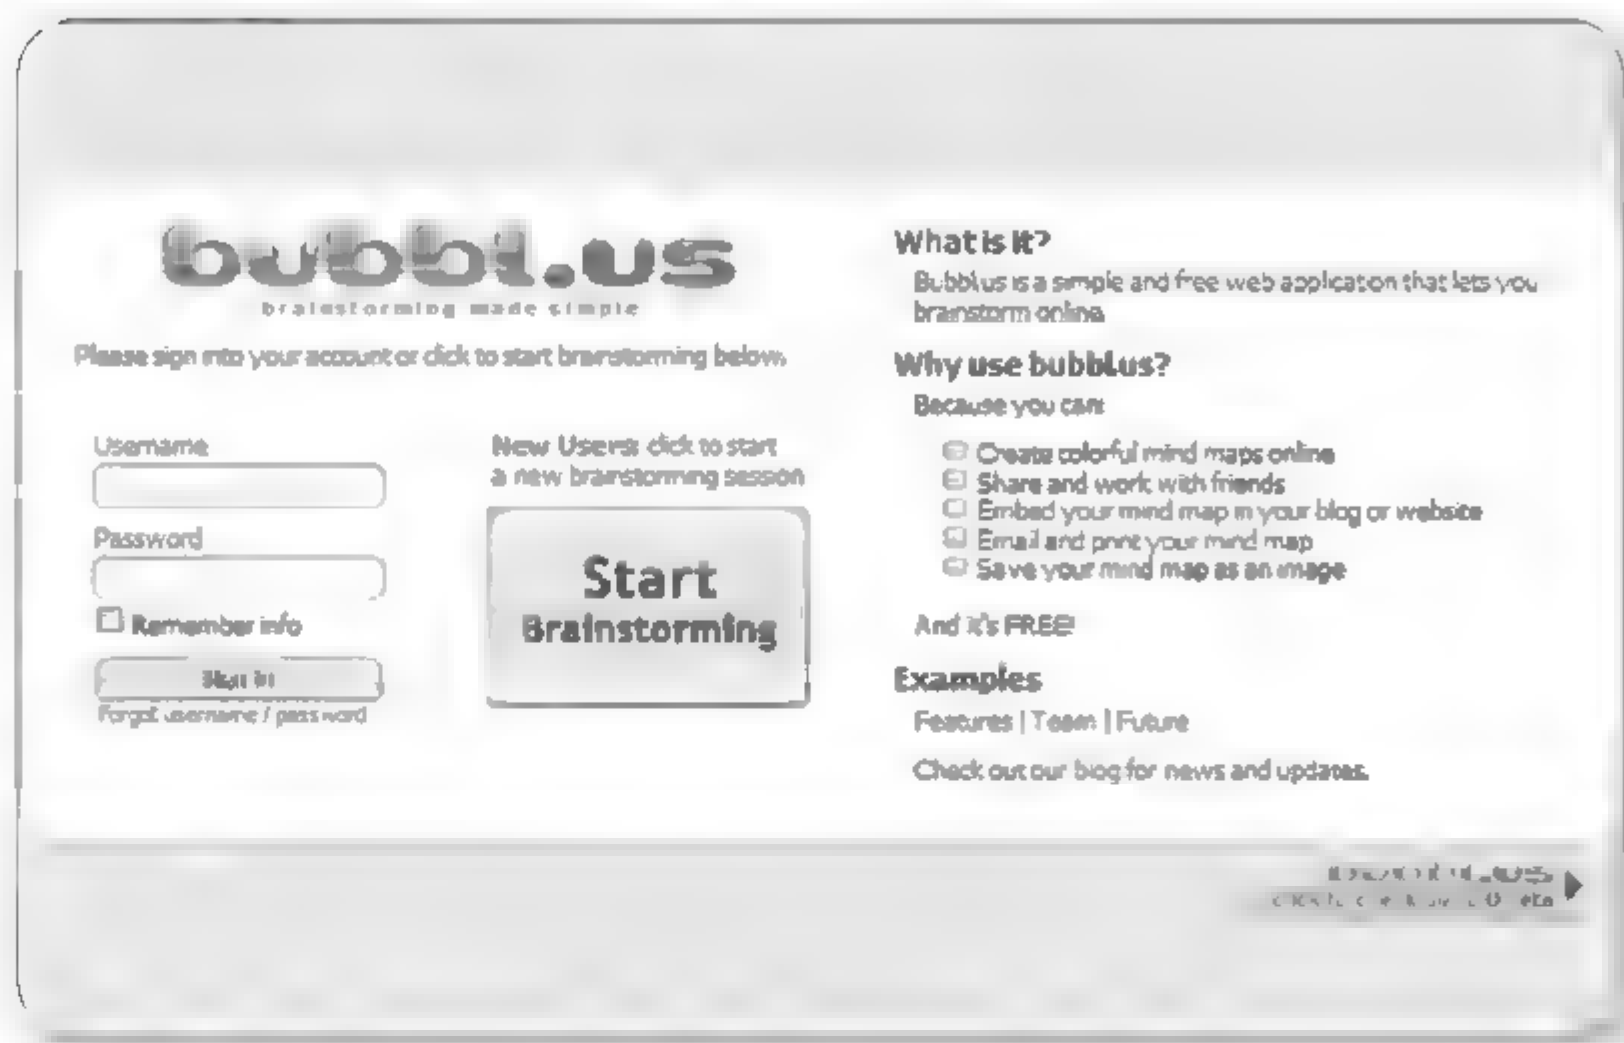 bubbl.us
brainstorming made simple
Please sign into your account or click to start brainstorming below.
Username
Password
Remember info
Sign In
Forgot username / password
New Users: click to start
a new brainstorming session
Start
Brainstorming
What is it?
Bubbl.us is a simple and free web application that lets you
brainstorm online.
Why use bubbl.us?
Because you can:
Create colorful mind maps online
Share and work with friends
Embed your mind map in your blog or website
Email and print your mind map
Save your mind map as an image
And it's FREE!
Examples
Features | Team | Future
Check out our blog for news and updates.